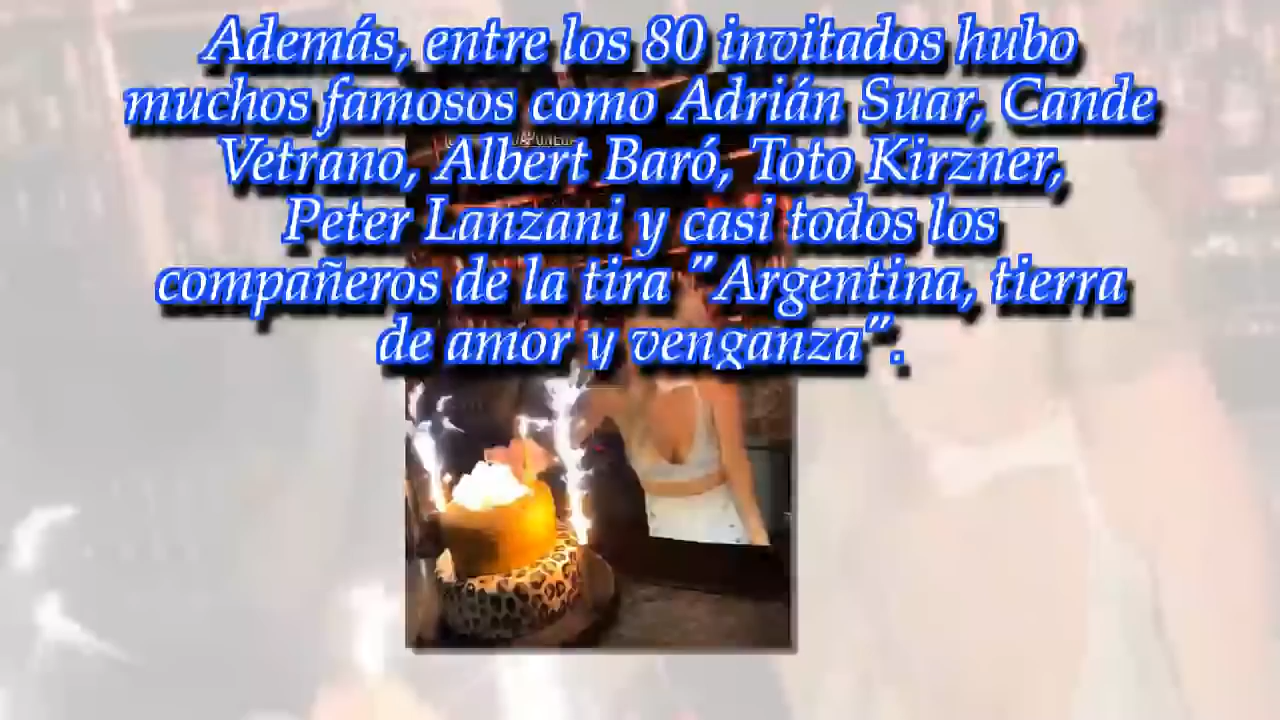 Además, entre los 80 invitados hubo
muchos famosos como Adrián Suar, Cande
Vetrano, Albert Baró, Toto Kirzner,
Peter Lanzani y casi todos los
compañeros de la tira "Argentina, tierra
de amor y venganza".